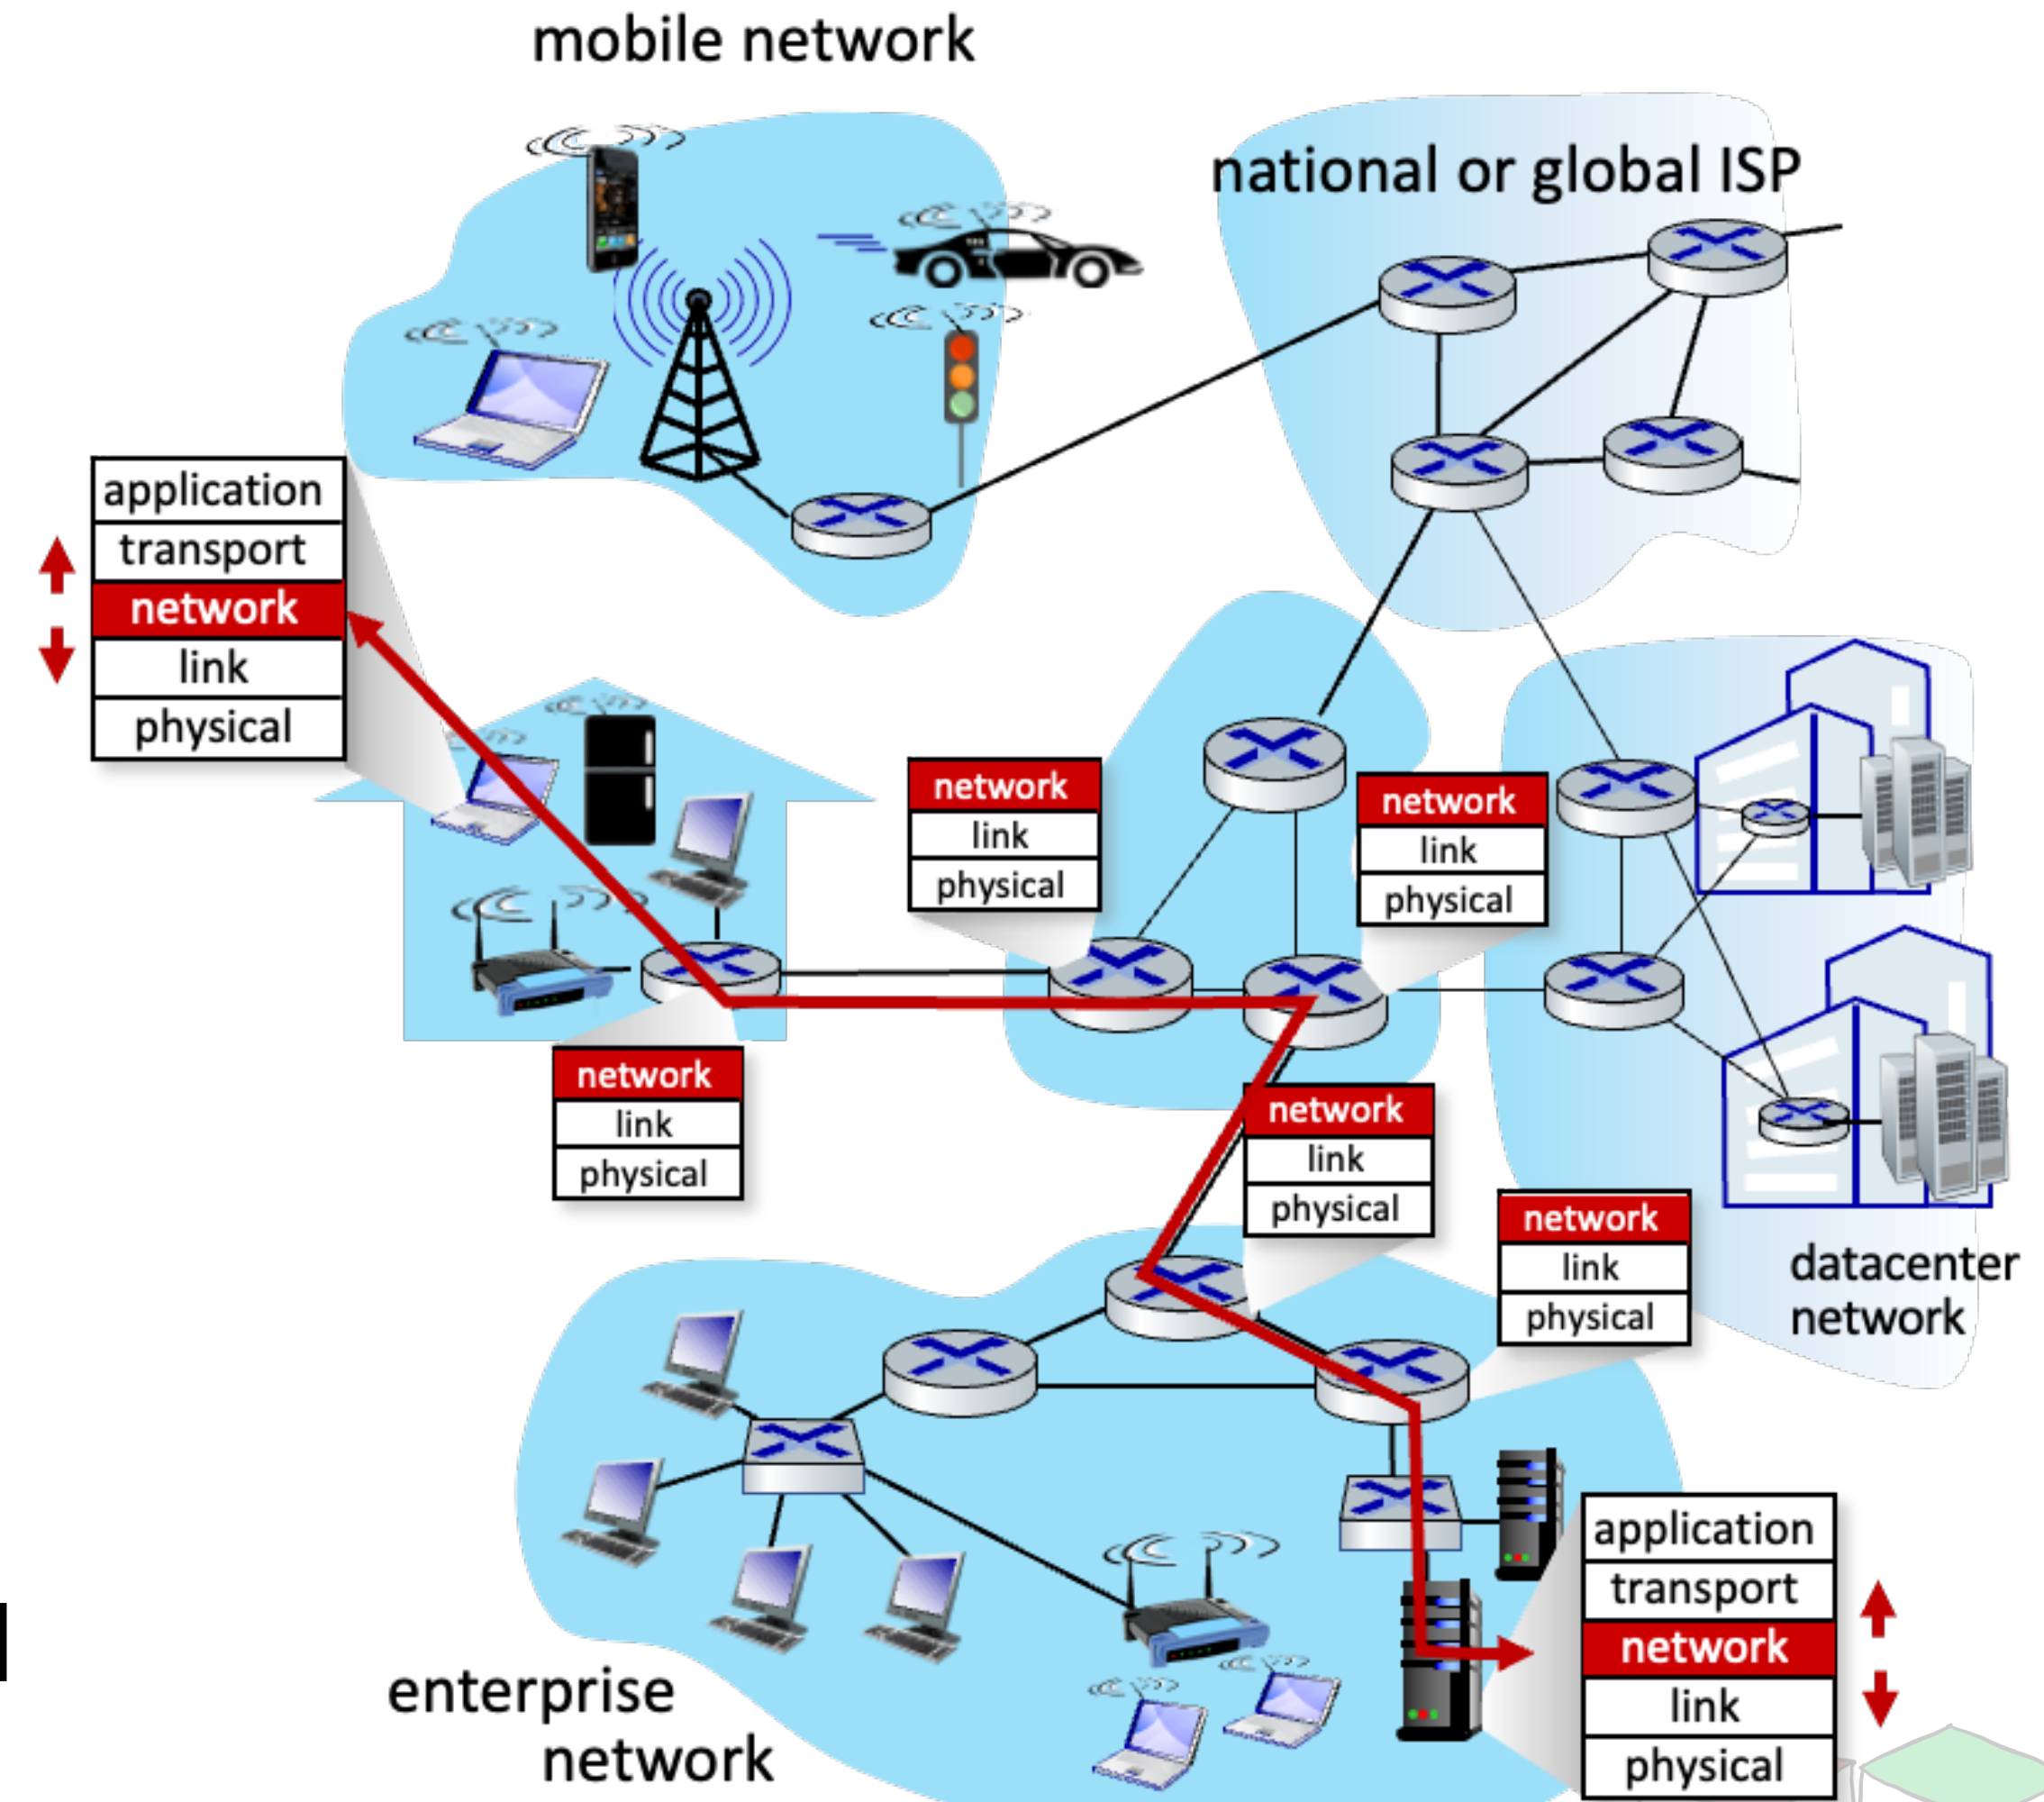 mobile network
national or global ISP
application
transport
network
link
physical
network
link
physical
network
link
physical
network
link
physical
network
link
physical
network
link
physical
datacenter
network
application
transport
network
link
physical
enterprise
network